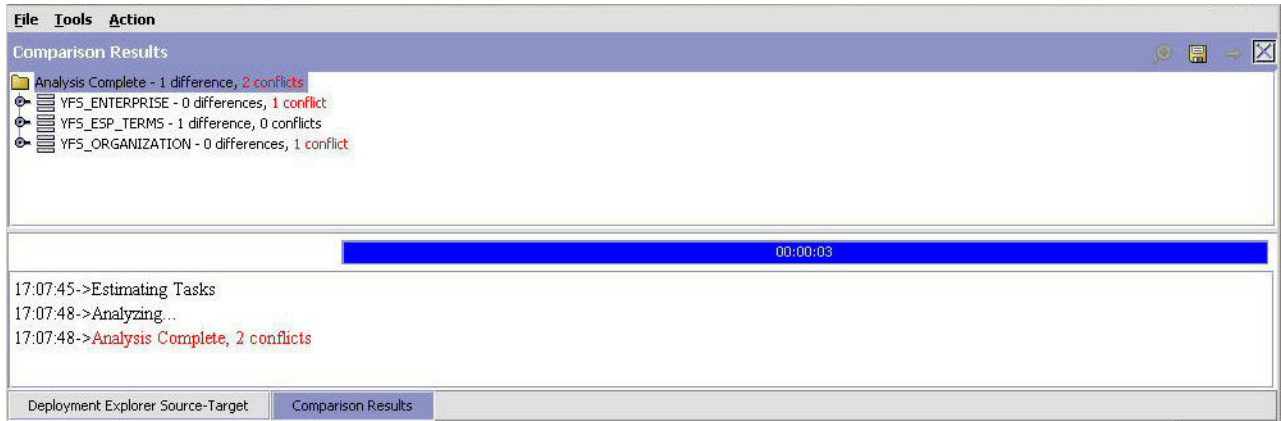 File Tools Action
Comparison Results
Analysis Complete - 1 difference, 2 conflicts
YFS_ENTERPRISE - 0 differences, 1 conflict
YFS_ESP_TERMS - 1 difference, 0 conflicts
YFS_ORGANIZATION - 0 differences, 1 conflict
00:00:03
17:07:45->Estimating Tasks
17:07:48->Analyzing...
17:07:48->Analysis Complete, 2 conflicts
Deployment Explorer Source-Target Comparison Results